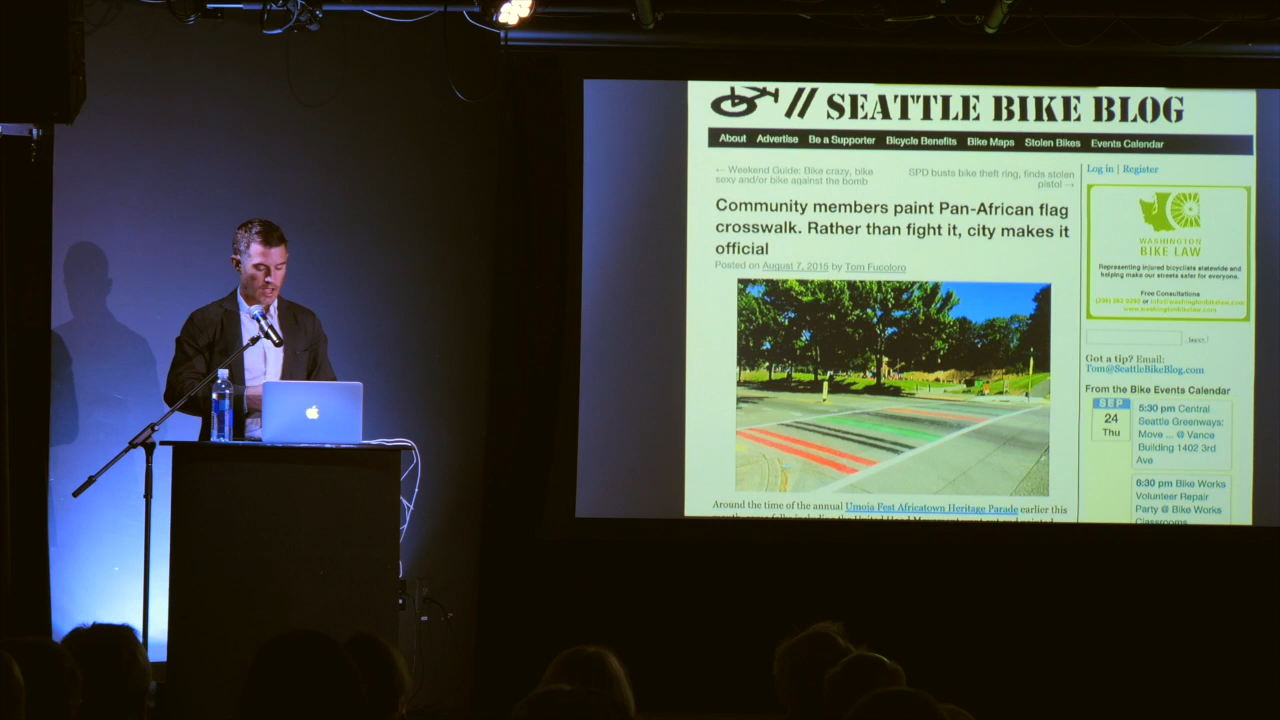 // SEATTLE BIKE BLOG
About Advertise Be a Supporter Bicycle Benefits Bike Maps Stolen Bikes Events Calendar
← Weekend Guide: Bike crazy, bike
sexy and/or bike against the bomb
SPD busts bike theft ring, finds stolen
pistol →
Community members paint Pan-African flag
crosswalk. Rather than fight it, city makes it
official
Posted on August 7, 2015 by Tom Fucoloro
Around the time of the annual Umoja Fest Africatown Heritage Parade earlier this
Log in | Register
WASHINGTON
BIKE LAW
Representing injured bicyclists statewide and
helping make our streets safer for everyone.
Free Consultations
www.washingtonbikelaw.com
Search
Got a tip? Email:
Tom@SeattleBikeBlog.com
From the Bike Events Calendar
SEP
24
Thu
5:30 pm Central
Seattle Greenways:
Move ... @ Vance
Building 1402 3rd
Ave
6:30 pm Bike Works
Volunteer Repair
Party @ Bike Works
Classrooms